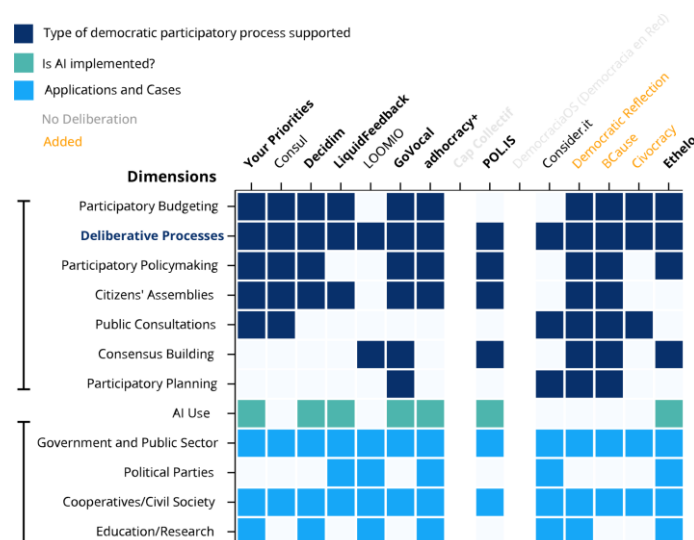 Type of democratic participatory process supported
Is AI implemented?
Applications and Cases
No Deliberation
Added
Dimensions
Your Priorities
Consul
Decidim
LiquidFeedback
LOOMIO
GoVocal
adhocracy+
Cap Collectif
POL.IS
DemocraciaOS (Democracia en Red)
Consider.it
Democratic Reflection
BCause
Civocracy
Ethelo
Participatory Budgeting
Deliberative Processes
Participatory Policymaking
Citizens' Assemblies
Public Consultations
Consensus Building
Participatory Planning
AI Use
Government and Public Sector
Political Parties
Cooperatives/Civil Society
Education/Research